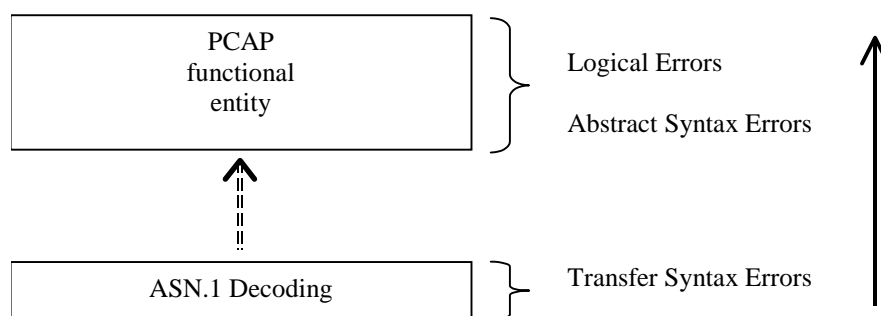 PCAP
functional
entity
Logical Errors
Abstract Syntax Errors
ASN.1 Decoding
Transfer Syntax Errors